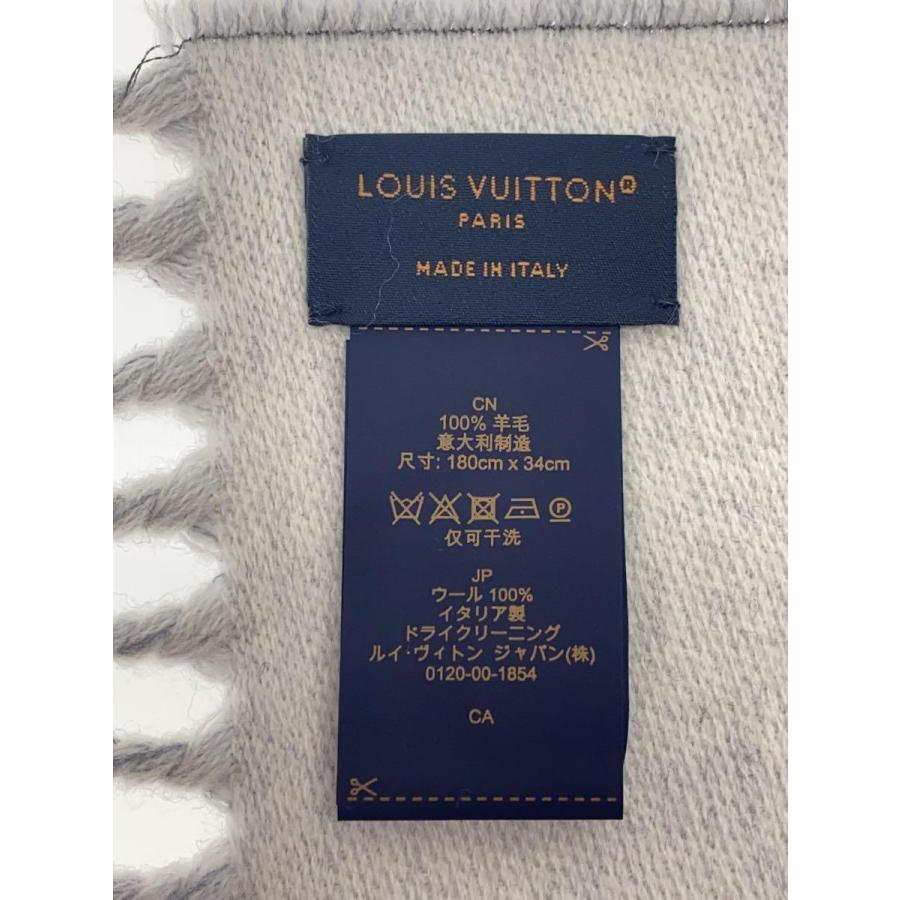 LOUIS VUITTON®
PARIS
MADE IN ITALY
CN
100% 羊毛
意大利制造
尺寸: 180cm x 34cm
P
仅可干洗
JP
ウール 100%
イタリア製
ドライクリーニング
ルイ・ヴィトン ジャパン(株)
0120-00-1854
CA